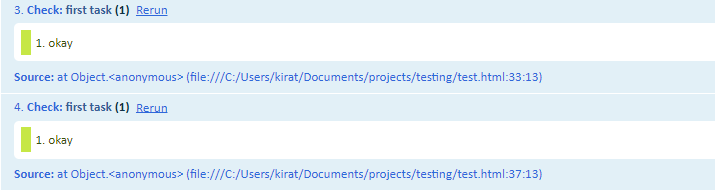 3. Check: first task (1) Rerun
1. okay
Source: at Object.<anonymous> (file:///C:/Users/kirat/Documents/projects/testing/test.html:33:13)
4. Check: first task (1) Rerun
1. okay
Source: at Object.<anonymous> (file:///C:/Users/kirat/Documents/projects/testing/test.html:37:13)